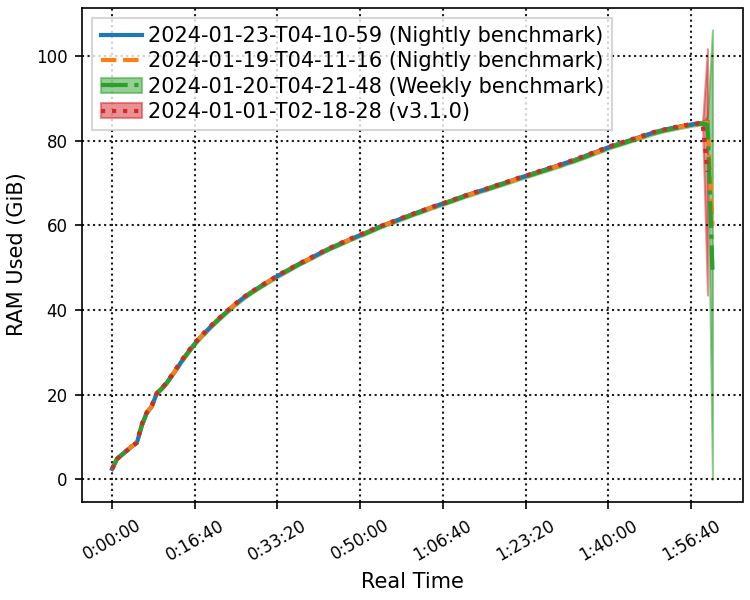 2024-01-23-T04-10-59 (Nightly benchmark)
2024-01-19-T04-11-16 (Nightly benchmark)
2024-01-20-T04-21-48 (Weekly benchmark)
2024-01-01-T02-18-28 (v3.1.0)
100
80
60
40
20
0
RAM Used (GiB)
0:00:00
0:16:40
0:33:20
0:50:00
1:06:40
1:23:20
1:40:00
1:56:40
Real Time